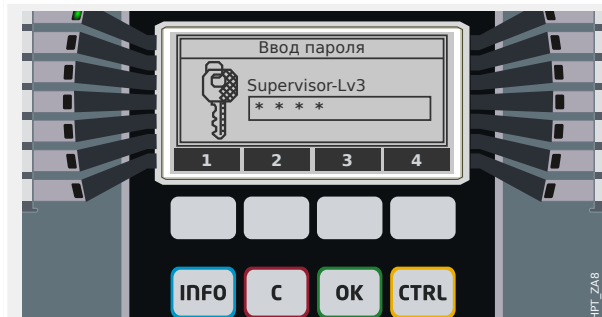 Ввод пароля
Supervisor-Lv3
* * * *
1 2 3 4
INFO C OK CTRL
HPT_ZA8